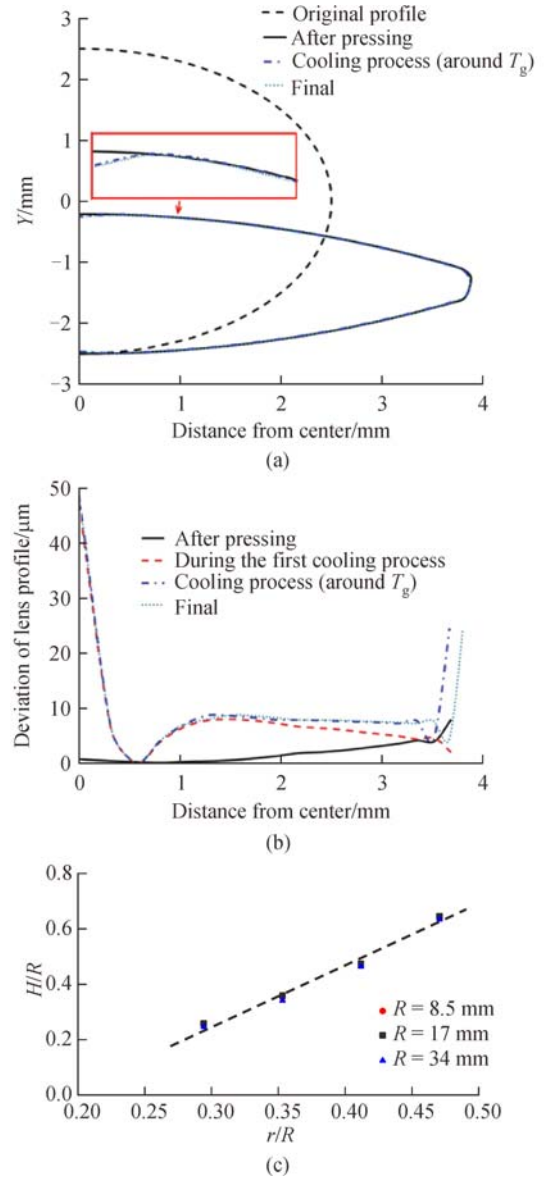 Original profile
After pressing
Cooling process (around Tg)
Final
3
2
1
0
−1
−2
−3
Y/mm
0
1
2
3
4
Distance from center/mm
(a)
50
40
30
20
10
0
Deviation of lens profile/μm
After pressing
During the first cooling process
Cooling process (around Tg)
Final
0
1
2
3
4
Distance from center/mm
(b)
0.8
0.6
0.4
0.2
0.0
H/R
R = 8.5 mm
R = 17 mm
R = 34 mm
0.20
0.25
0.30
0.35
0.40
0.45
0.50
r/R
(c)